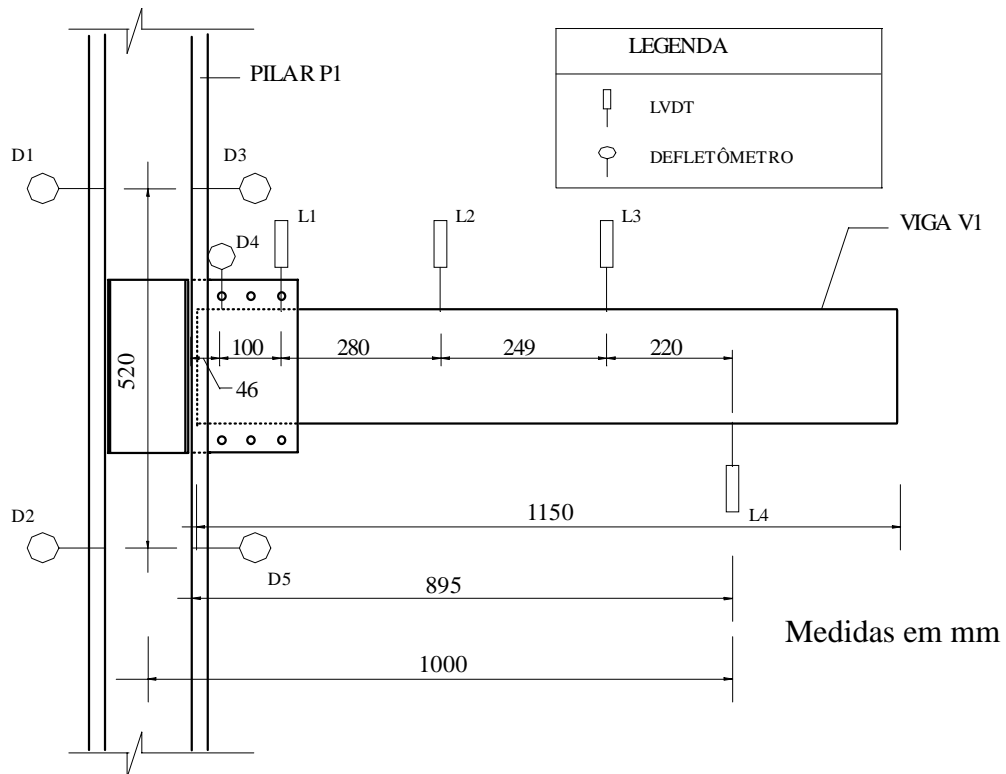 LEGENDA
PILAR P1
LVDT
D1
D3
DEFLETÔMETRO
L1
L2
L3
VIGA V1
D4
100
280
249
220
520
46
D2
1150
L4
D5
895
Medidas em mm
1000